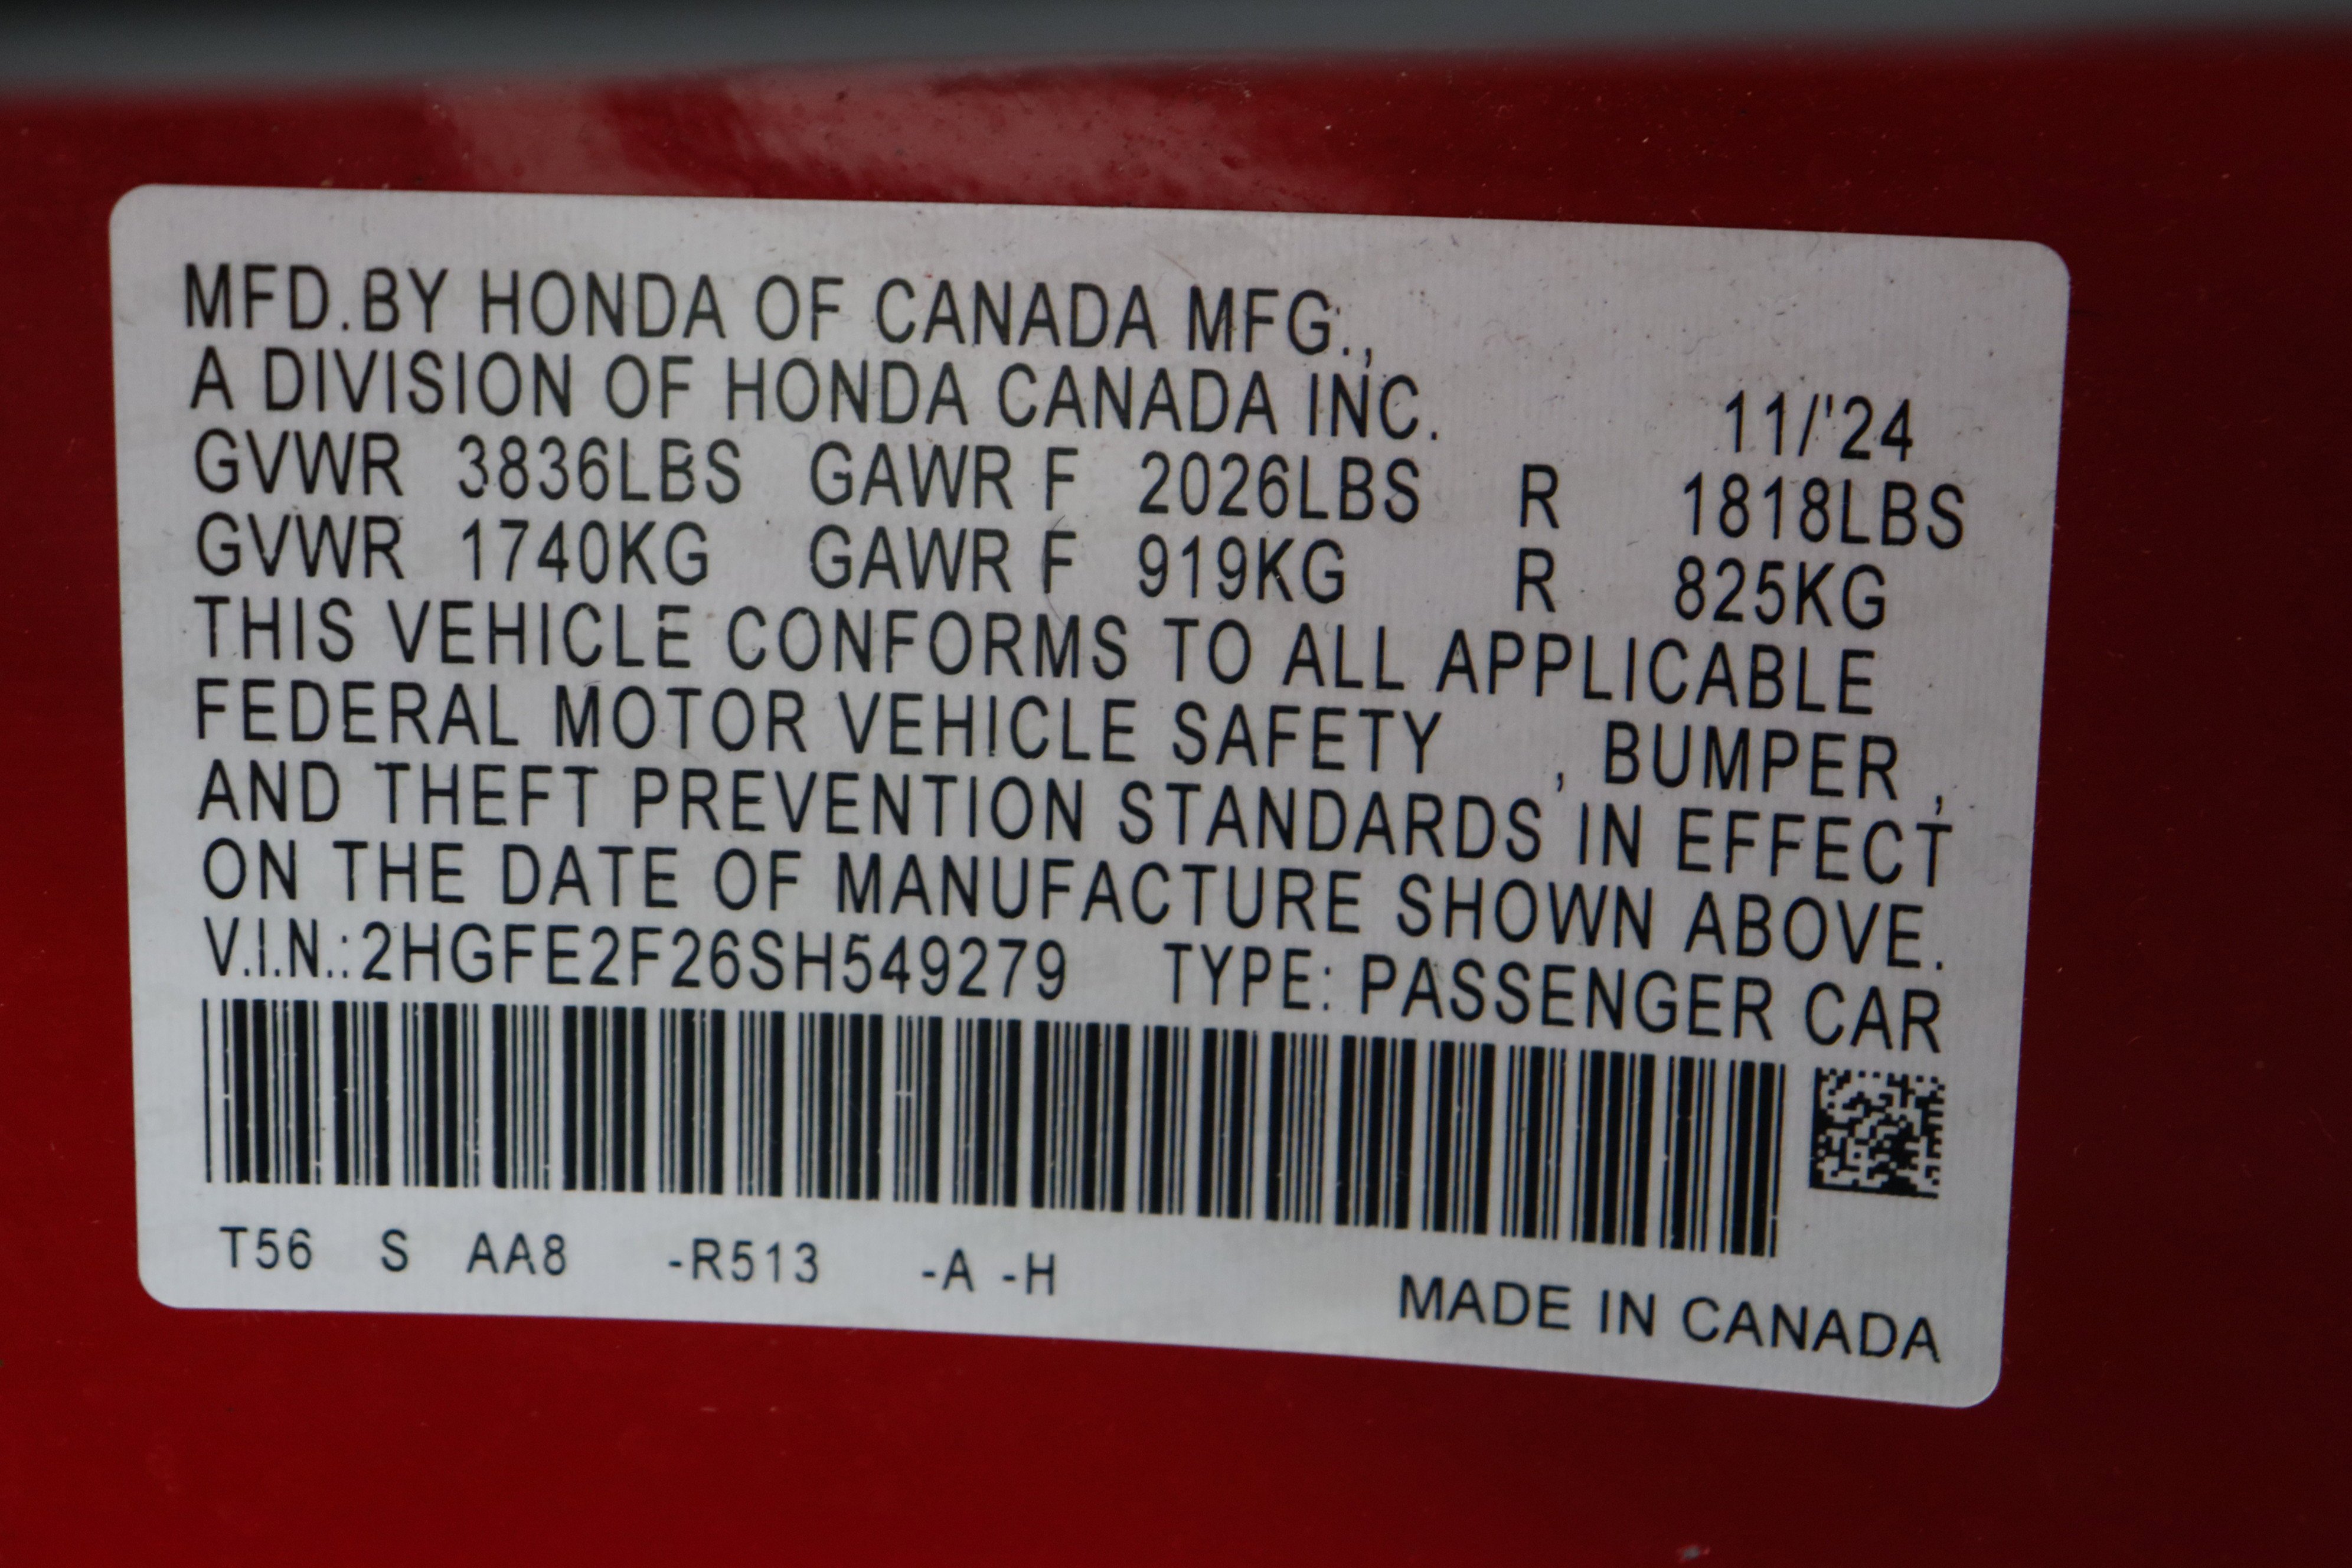 MFD.BY HONDA OF CANADA MFG.,
A DIVISION OF HONDA CANADA INC. 11/'24
GVWR 3836LBS GAWR F 2026LBS R 1818LBS
GVWR 1740KG GAWR F 919KG R 825KG
THIS VEHICLE CONFORMS TO ALL APPLICABLE
FEDERAL MOTOR VEHICLE SAFETY , BUMPER ,
AND THEFT PREVENTION STANDARDS IN EFFECT
ON THE DATE OF MANUFACTURE SHOWN ABOVE.
V.I.N.:2HGFE2F26SH549279 TYPE: PASSENGER CAR
T56 S AA8 -R513 -A -H
MADE IN CANADA